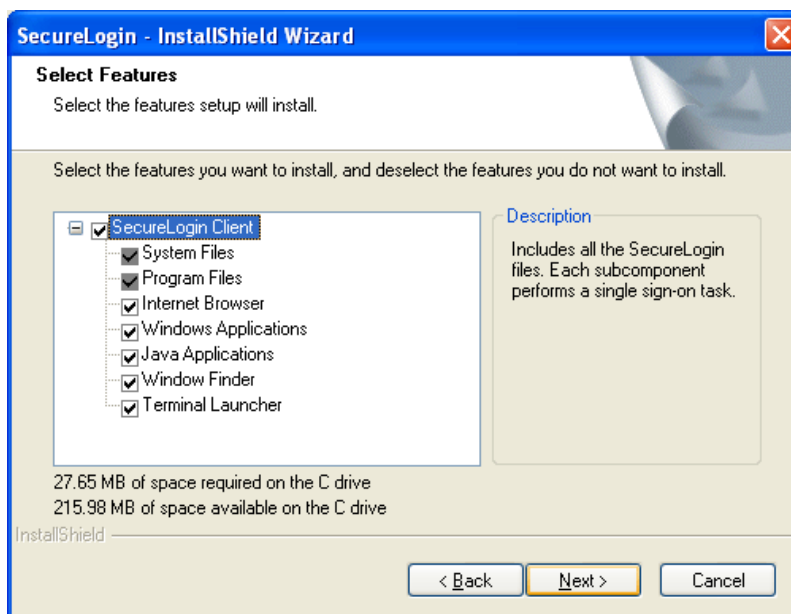 SecureLogin - InstallShield Wizard
Select Features
Select the features setup will install.
Select the features you want to install, and deselect the features you do not want to install.
SecureLogin Client
System Files
Program Files
Internet Browser
Windows Applications
Java Applications
Window Finder
Terminal Launcher
Description
Includes all the SecureLogin
files. Each subcomponent
performs a single sign-on task.
27.65 MB of space required on the C drive
215.98 MB of space available on the C drive
InstallShield
< Back
Next >
Cancel